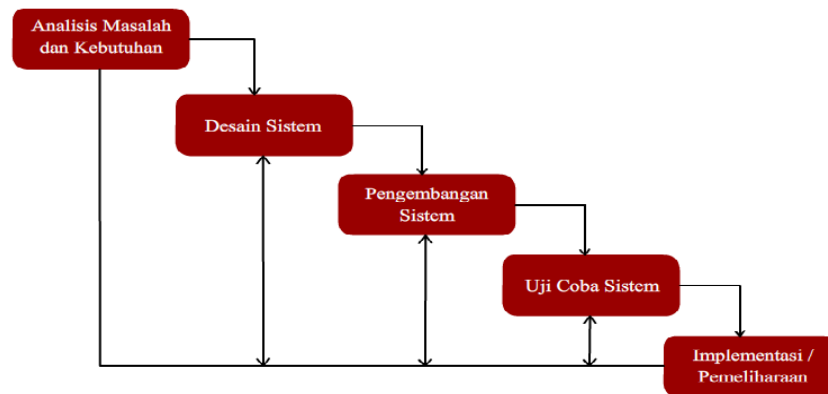 Analisis Masalah
dan Kebutuhan
Desain Sistem
Pengembangan
Sistem
Uji Coba Sistem
Implementasi /
Pemeliharaan